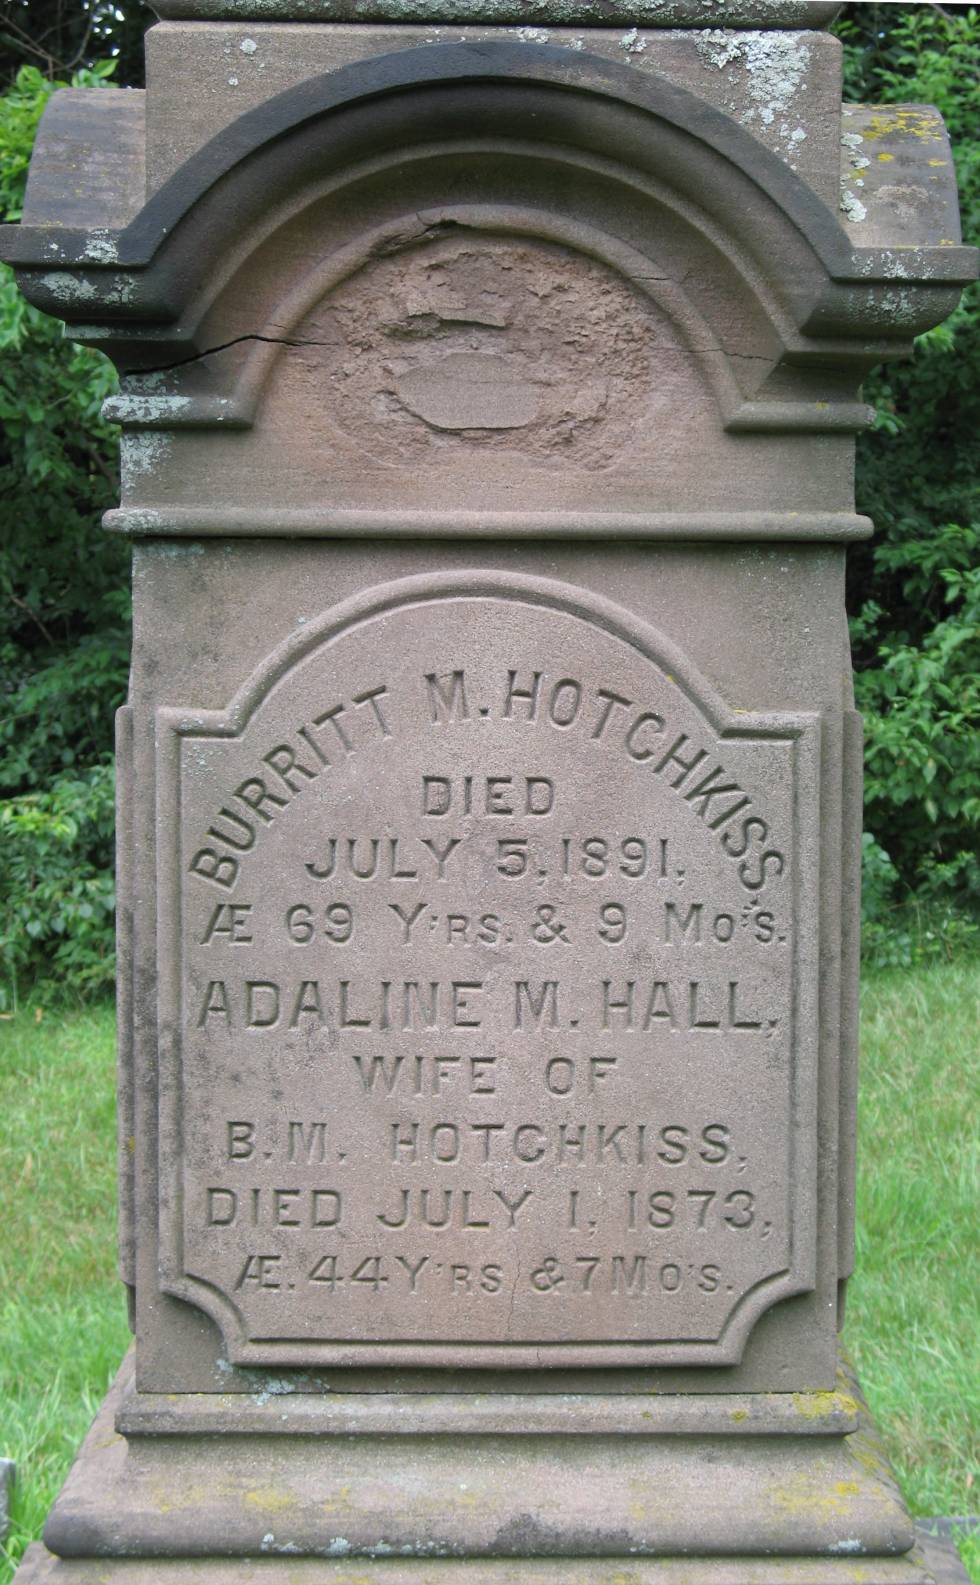 BURRITT M. HOTCHKISS,
DIED
JULY 5, 1891,
Æ 69 Y'RS. & 9 MO'S.
ADALINE M. HALL,
WIFE OF
B. M. HOTCHKISS,
DIED JULY 1, 1873,
Æ. 44 Y'RS & 7 MO'S.